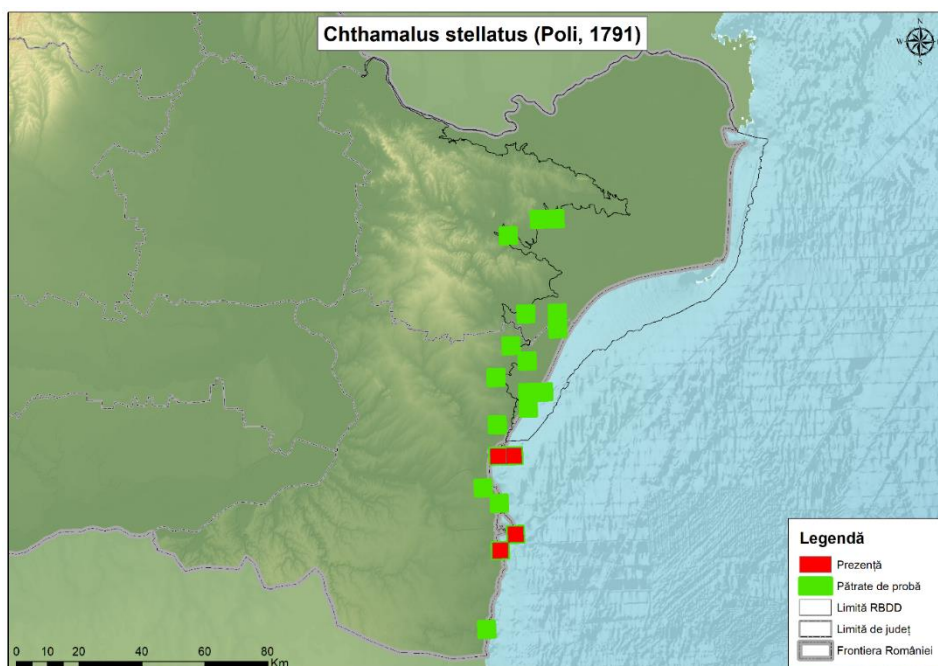 Chthamalus stellatus (Poli, 1791)
N
W E
S
Legendă
Prezență
Pătrate de probă
Limită RBDD
Limită de județ
Frontiera României
0 10 20 40 60 80
Km